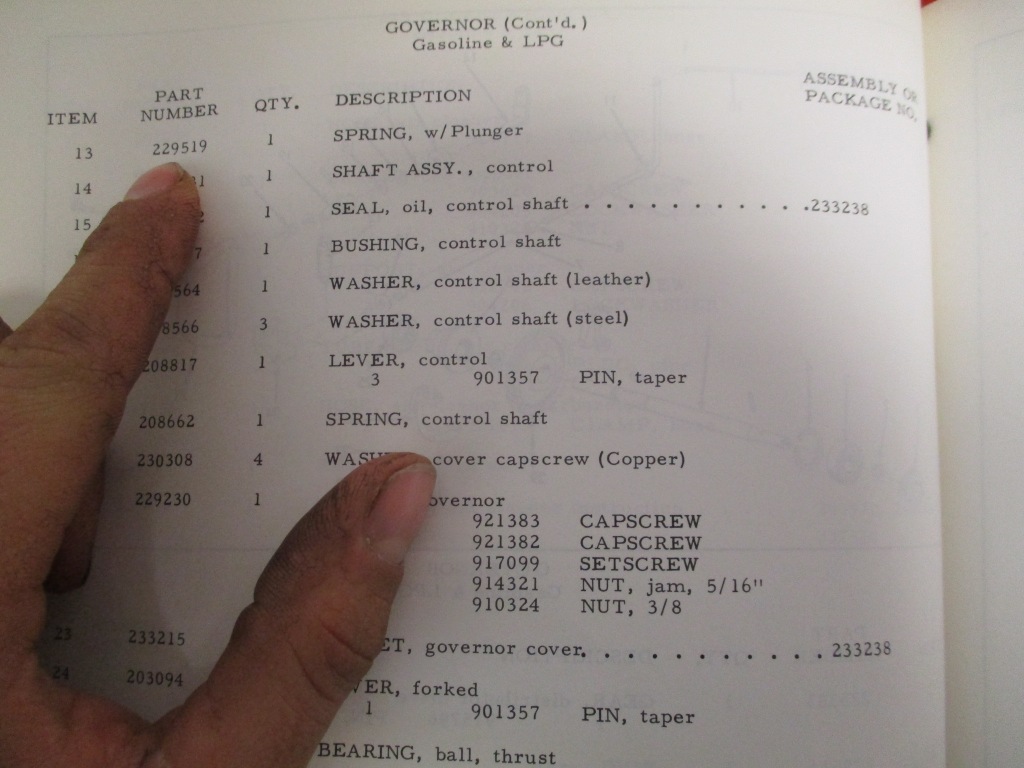 GOVERNOR (Cont'd.)
Gasoline & LPG
ITEM PART NUMBER QTY. DESCRIPTION ASSEMBLY OR PACKAGE NO.
13 229519 1 SPRING, w/Plunger
14 1 SHAFT ASSY., control
15 1 SEAL, oil, control shaft . . . . . . . . . . . .233238
1 BUSHING, control shaft
564 1 WASHER, control shaft (leather)
8566 3 WASHER, control shaft (steel)
208817 1 LEVER, control
3 901357 PIN, taper
208662 1 SPRING, control shaft
230308 4 cover capscrew (Copper)
229230 1 governor
921383 CAPSCREW
921382 CAPSCREW
917099 SETSCREW
914321 NUT, jam, 5/16"
910324 NUT, 3/8
23 233215 governor cover. . . . . . . . . . . . 233238
24 203094 forked
1 901357 PIN, taper
BEARING, ball, thrust